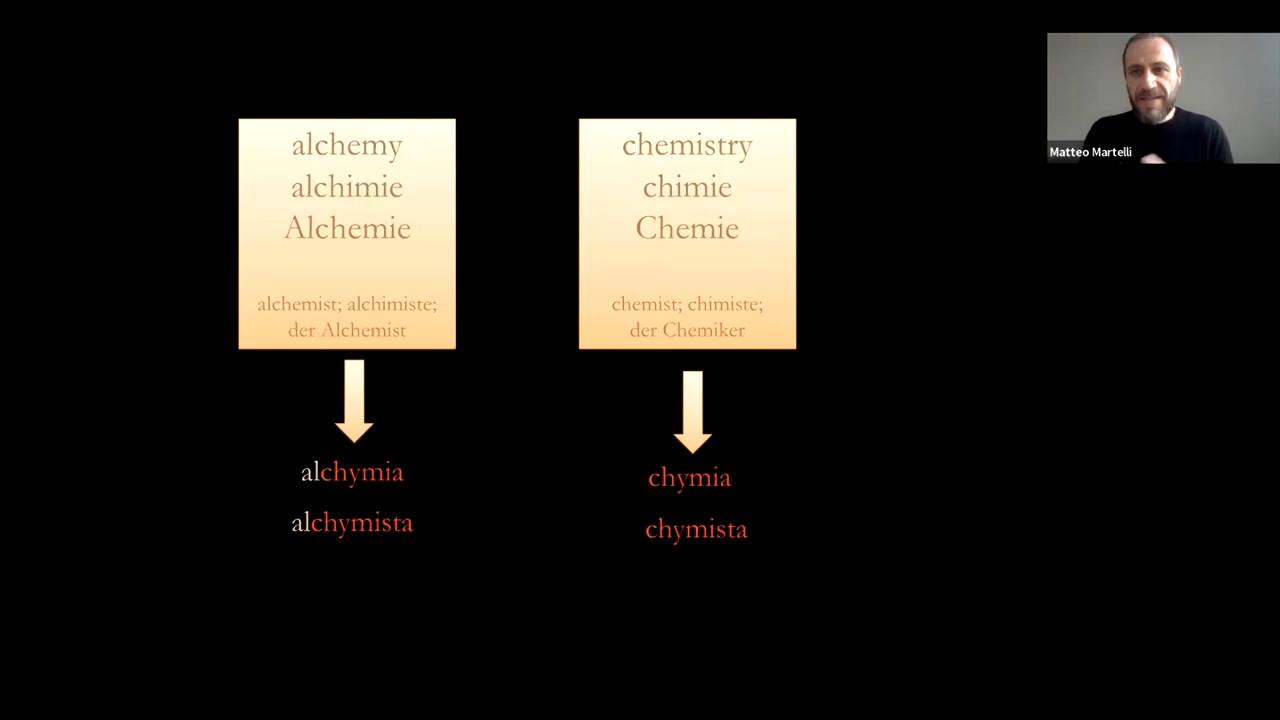 alchemy
alchimie
Alchemie
alchemist; alchimiste;
der Alchemist
alchymia
alchymista
chemistry
chimie
Chemie
chemist; chimiste;
der Chemiker
chymia
chymista
Matteo Martelli